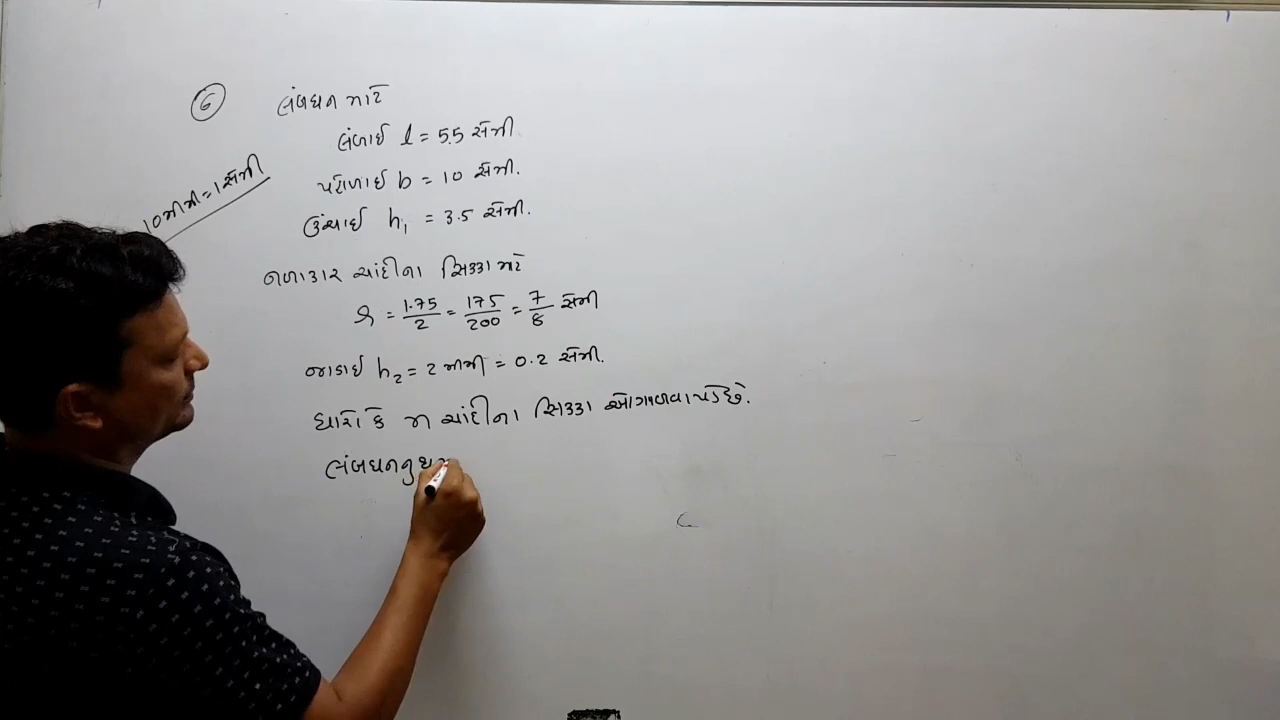 6 લંબઘન માટે
લંબાઈ l = 5.5 સેમી
પહોળાઈ b = 10 સેમી.
10 મીમી = 1 સેમી
ઉંચાઈ h₁ = 3.5 સેમી.
નળાકાર ચાંદીના સિક્કા માટે
r = 1.75/2 = 175/200 = 7/8 સેમી
જાડાઈ h₂ = 2 મીમી = 0.2 સેમી.
ધારો કે n ચાંદીના સિક્કા ઓગાળવા પડે છે.
લંબઘનનુ